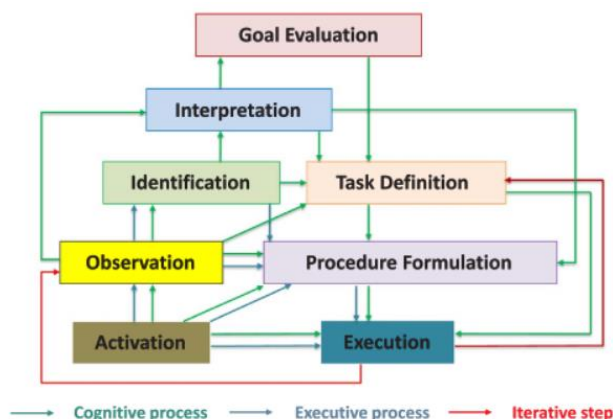 Goal Evaluation
Interpretation
Identification
Task Definition
Observation
Procedure Formulation
Activation
Execution
Cognitive process
Executive process
Iterative step